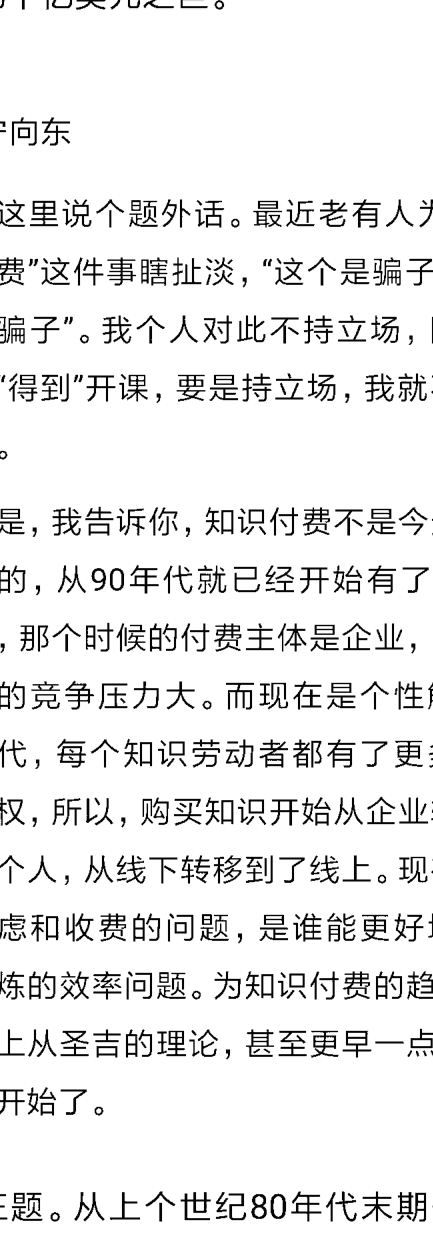 亿美元之巨。
宁向东
这里说个题外话。最近老有人
费”这件事瞎扯淡，“这个是骗子
骗子”。我个人对此不持立场，
“得到”开课，要是持立场，我就
。
是，我告诉你，知识付费不是今
的，从90年代就已经开始有了
，那个时候的付费主体是企业，
的竞争压力大。而现在是个性
代，每个知识劳动者都有了更
权，所以，购买知识开始从企业
个人，从线下转移到了线上。现
虑和收费的问题，是谁能更好
炼的效率问题。为知识付费的趋
上从圣吉的理论，甚至更早一点
开始了。
正题。从上个世纪80年代末期